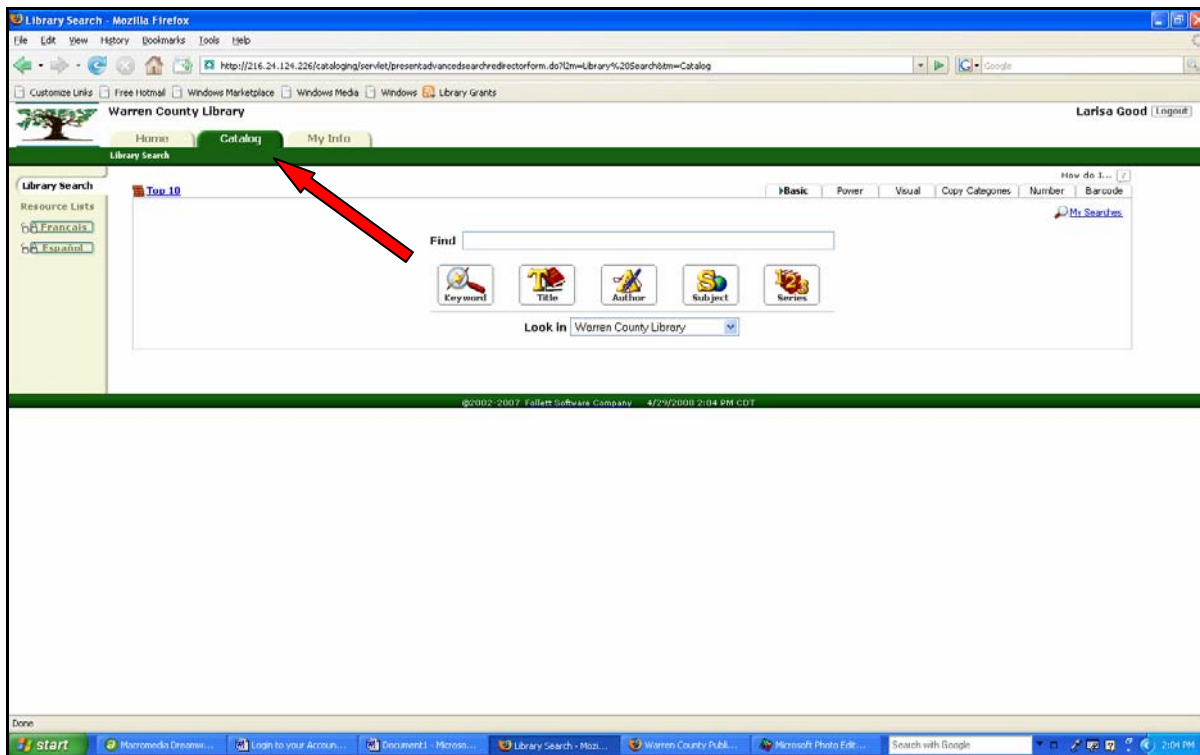 Library Search - Mozilla Firefox
File Edit View History Bookmarks Tools Help
http://216.24.124.226/cataloging/servlet/presentadvancedsearchredirectorform.do?l2m=Library%20Search&tm=Catalog
Google
Customize Links Free Hotmail Windows Marketplace Windows Media Windows Library Grants
Warren County Library
Larisa Good Logout
Home Catalog My Info
Library Search
How do I... ?
Library Search
Top 10
Basic Power Visual Copy Categories Number Barcode
Resource Lists
My Searches
Français
Español
Find
Keyword Title Author Subject Series
Look in Warren County Library
©2002-2007 Follett Software Company 4/29/2008 2:04 PM CDT
Done
start Macromedia Dreamw... Login to your Accoun... Document1 - Microso... Library Search - Mozi... Warren County Publi... Microsoft Photo Edit... Search with Google 2:04 PM